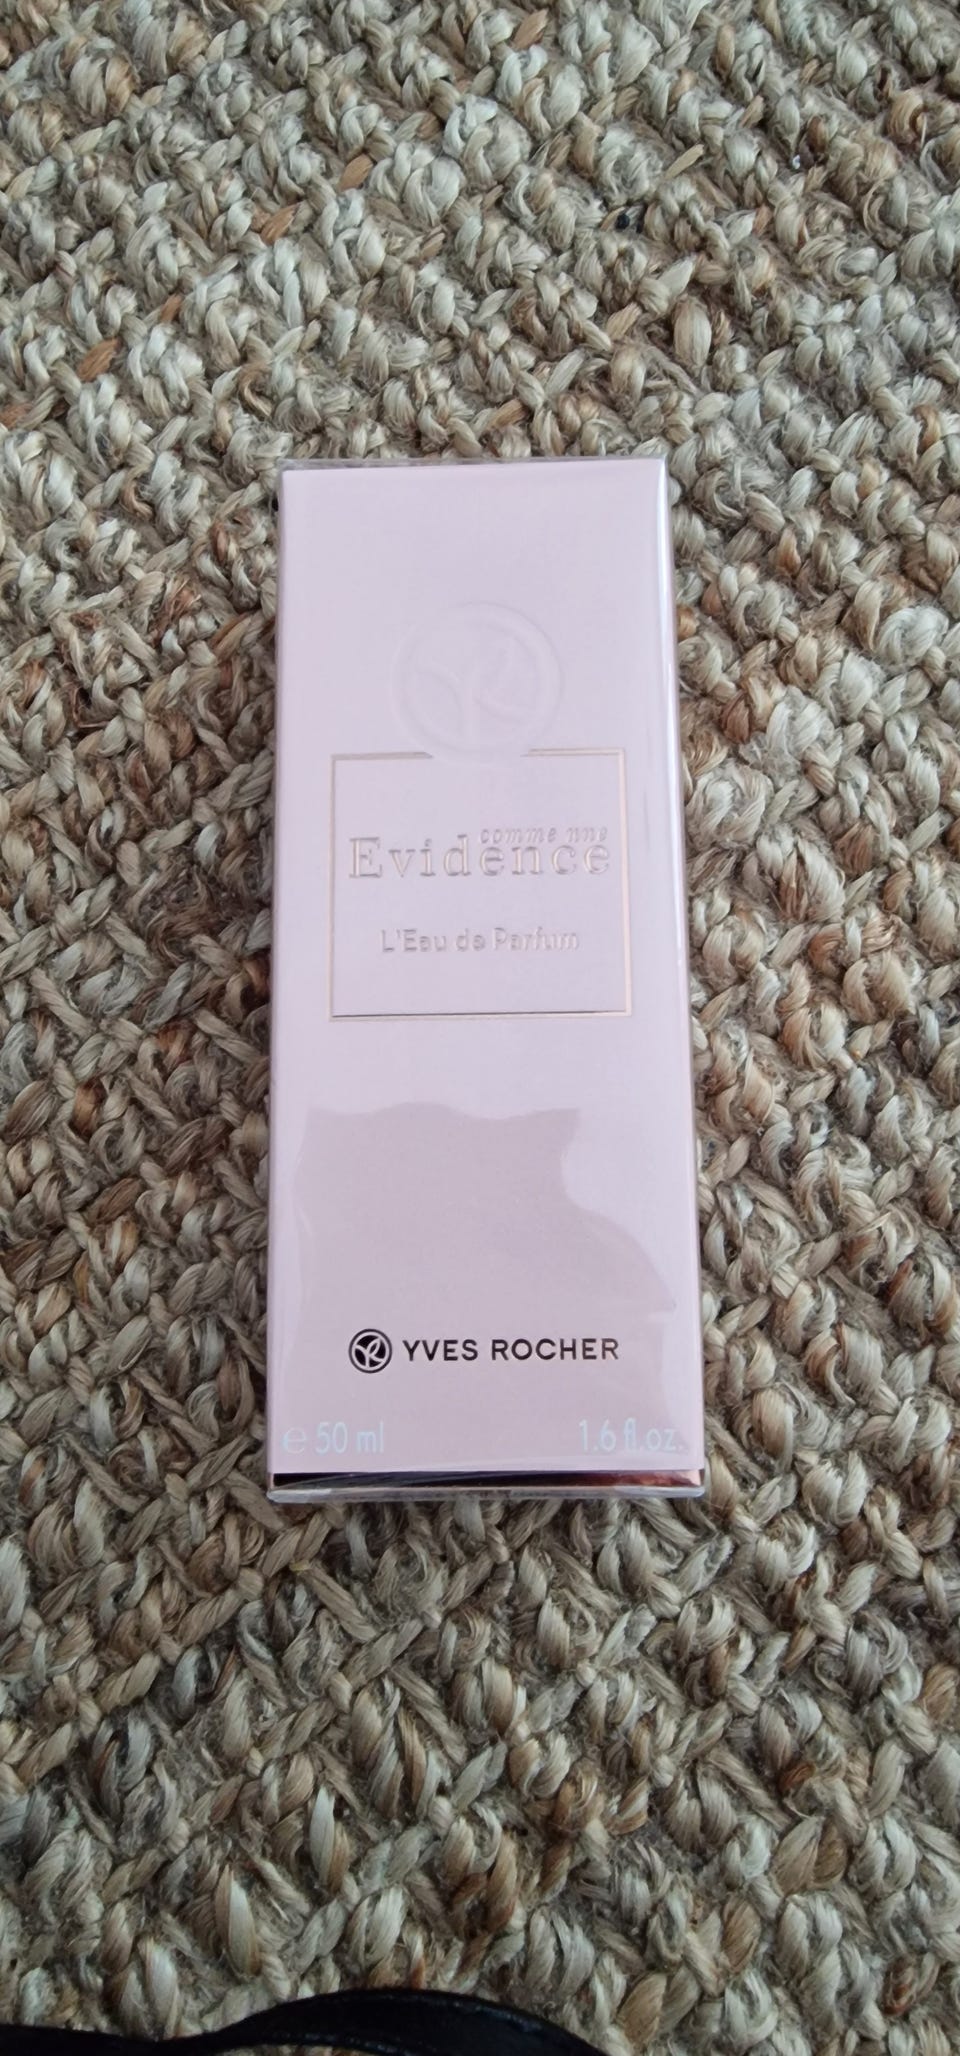 comme une
Evidence
L'Eau de Parfum
YVES ROCHER
e 50 ml 1.6 fl.oz.